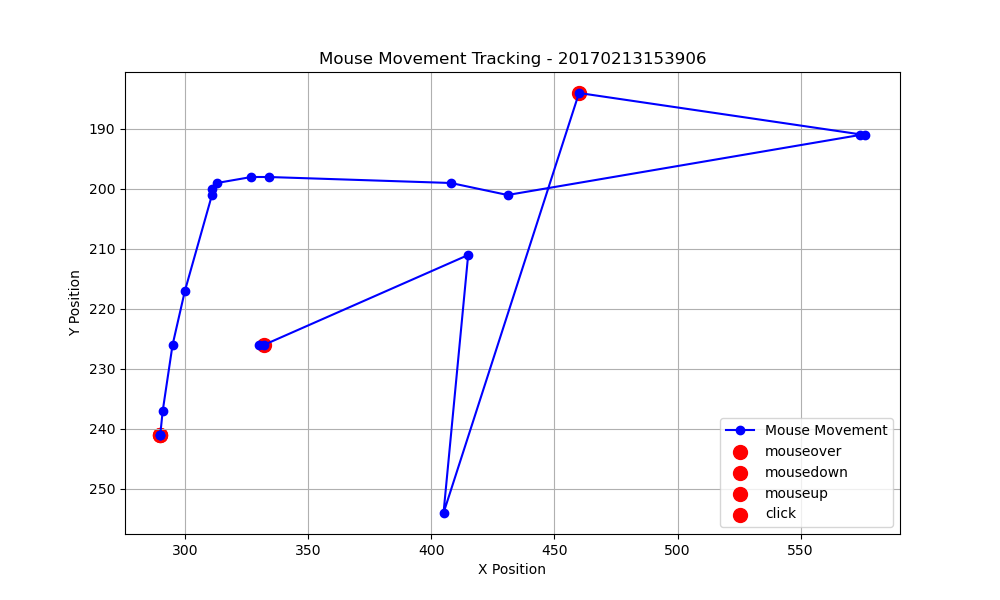 Mouse Movement Tracking - 20170213153906
190
200
210
220
230
240
250
Y Position
300 350 400 450 500 550
X Position
Mouse Movement
mouseover
mousedown
mouseup
click